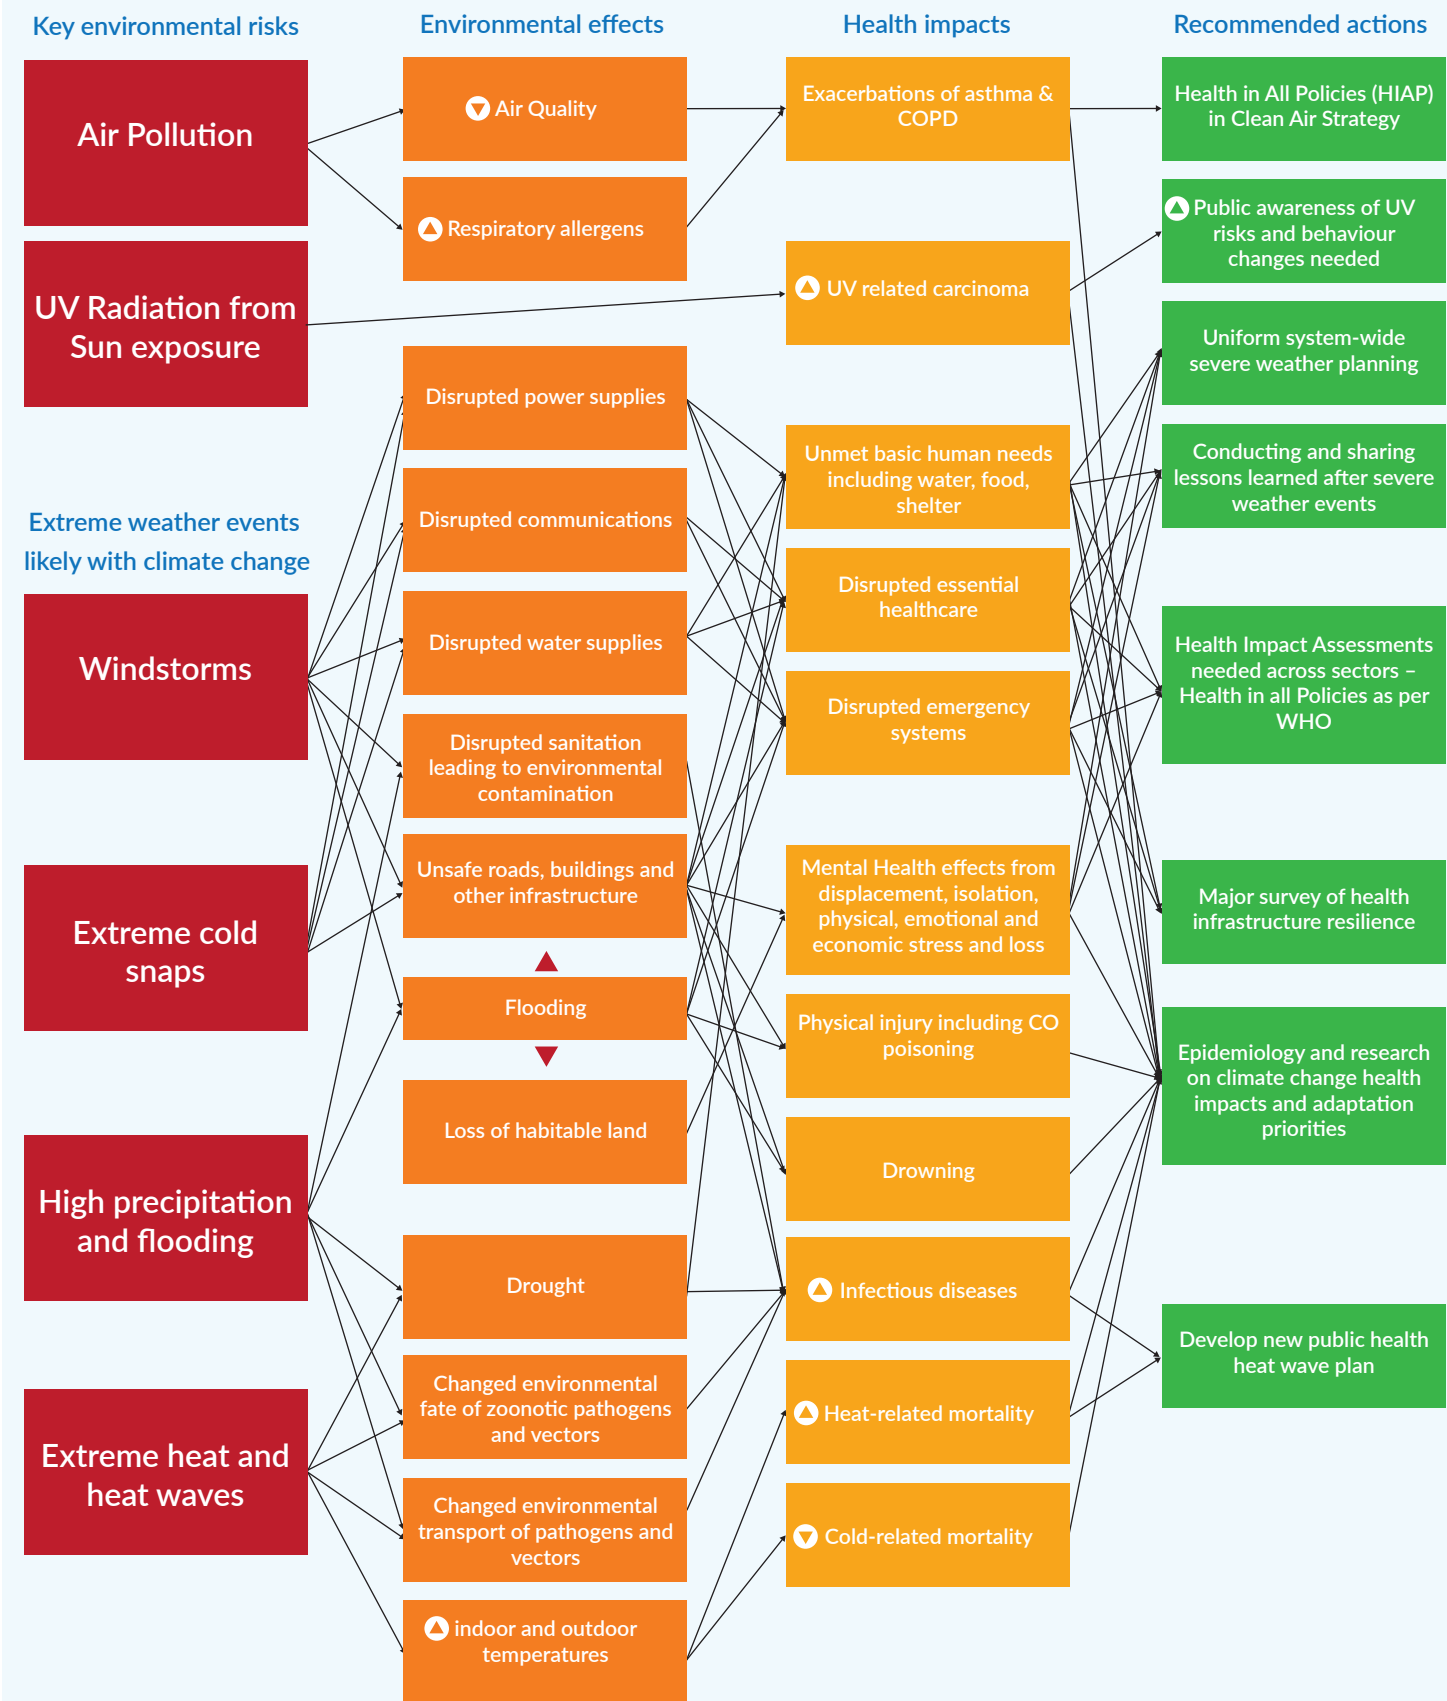 Key environmental risks
Air Pollution
UV Radiation from
Sun exposure
Extreme weather events
likely with climate change
Windstorms
Extreme cold
snaps
High precipitation
and flooding
Extreme heat and
heat waves
Environmental effects
Air Quality
Respiratory allergens
Disrupted power supplies
Disrupted communications
Disrupted water supplies
Disrupted sanitation
leading to environmental
contamination
Unsafe roads, buildings and
other infrastructure
Flooding
Loss of habitable land
Drought
Changed environmental
fate of zoonotic pathogens
and vectors
Changed environmental
transport of pathogens and
vectors
indoor and outdoor
temperatures
Health impacts
Exacerbations of asthma &
COPD
UV related carcinoma
Unmet basic human needs
including water, food,
shelter
Disrupted essential
healthcare
Disrupted emergency
systems
Mental Health effects from
displacement, isolation,
physical, emotional and
economic stress and loss
Physical injury including CO
poisoning
Drowning
Infectious diseases
Heat-related mortality
Cold-related mortality
Recommended actions
Health in All Policies (HIAP)
in Clean Air Strategy
Public awareness of UV
risks and behaviour
changes needed
Uniform system-wide
severe weather planning
Conducting and sharing
lessons learned after severe
weather events
Health Impact Assessments
needed across sectors –
Health in all Policies as per
WHO
Major survey of health
infrastructure resilience
Epidemiology and research
on climate change health
impacts and adaptation
priorities
Develop new public health
heat wave plan